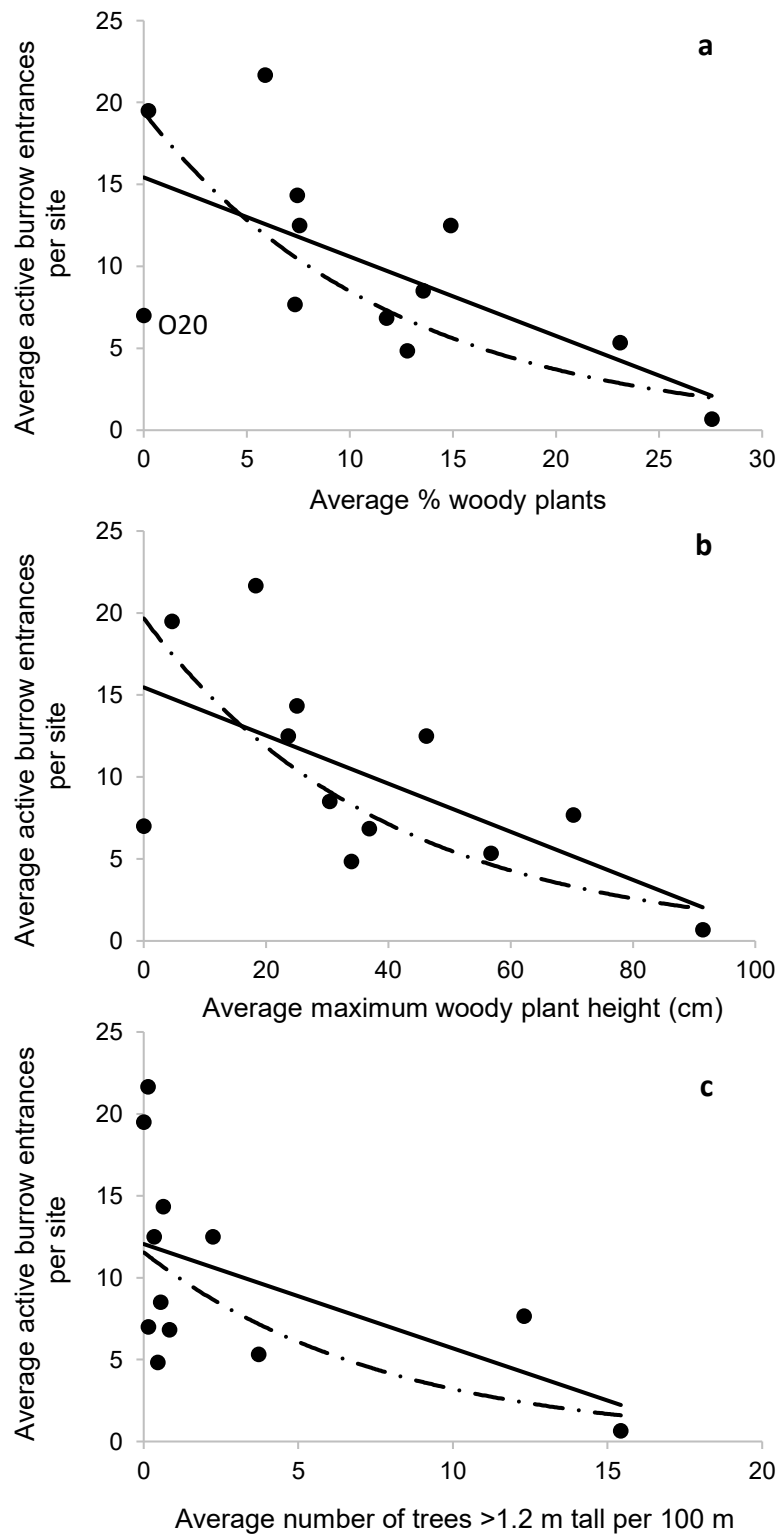 a
25
20
15
10
5
0
Average active burrow entrances
per site
O20
0 5 10 15 20 25 30
Average % woody plants
b
25
20
15
10
5
0
Average active burrow entrances
per site
0 20 40 60 80 100
Average maximum woody plant height (cm)
c
25
20
15
10
5
0
Average active burrow entrances
per site
0 5 10 15 20
Average number of trees >1.2 m tall per 100 m